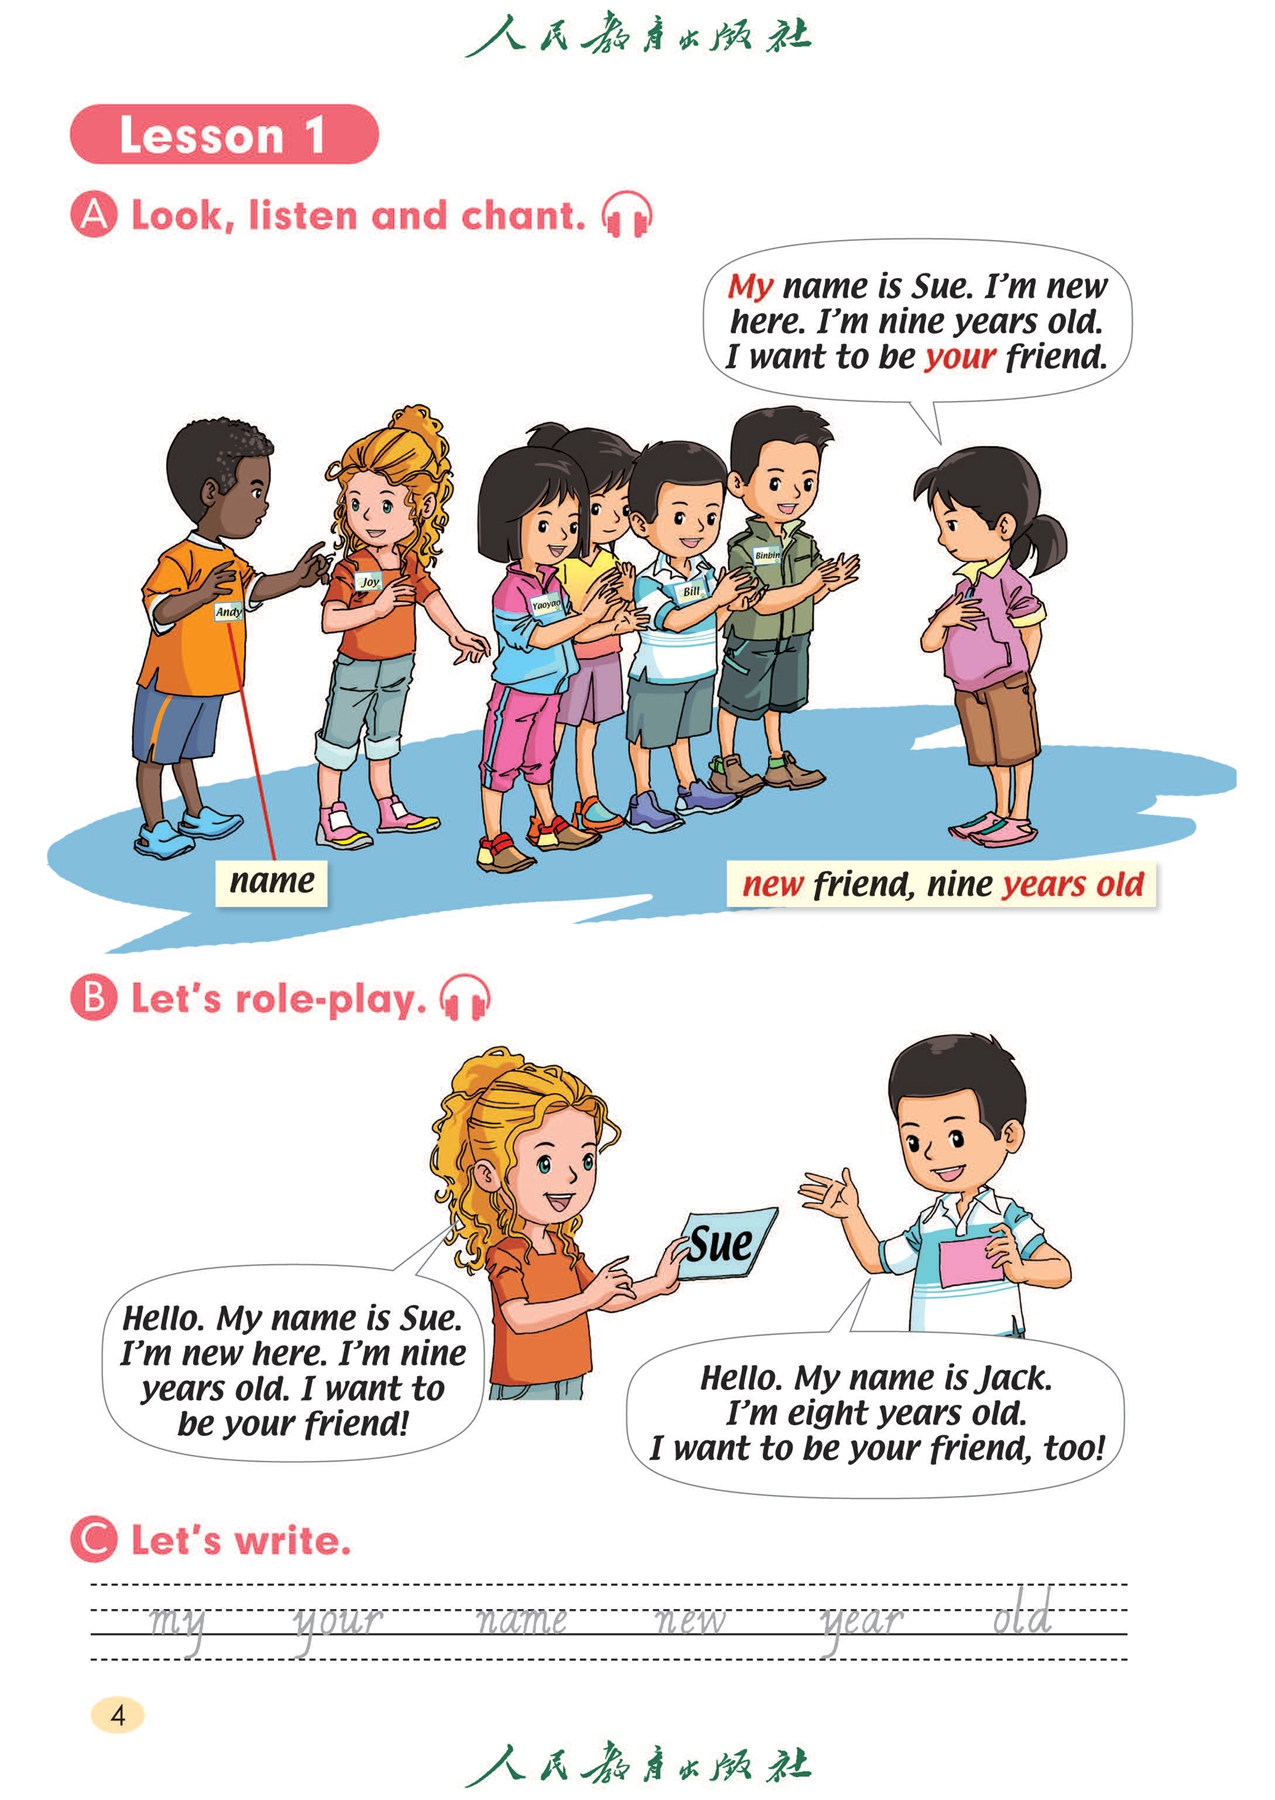 人民教育出版社
Lesson 1
A Look, listen and chant.
My name is Sue. I'm new
here. I'm nine years old.
I want to be your friend.
Andy
Joy
Yaoyao
Bill
Binbin
name
new friend, nine years old
B Let's role-play.
Sue
Hello. My name is Sue.
I'm new here. I'm nine
years old. I want to
be your friend!
Hello. My name is Jack.
I'm eight years old.
I want to be your friend, too!
C Let's write.
my your name new year old
4
人民教育出版社